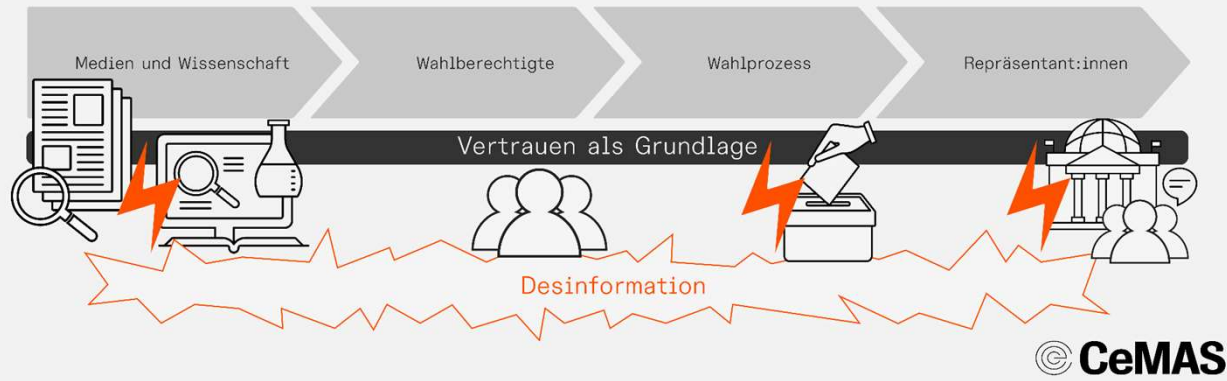 Medien und Wissenschaft
Wahlberechtigte
Wahlprozess
Repräsentant:innen
Vertrauen als Grundlage
Desinformation
CeMAS